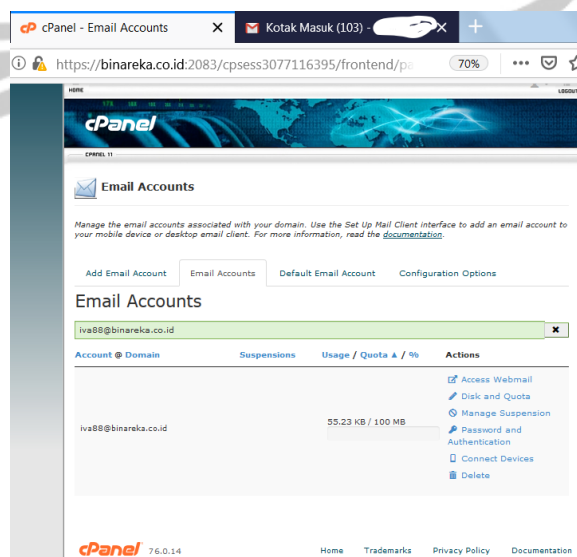 cPanel - Email Accounts
Kotak Masuk (103) -
https://binareka.co.id:2083/cpsess3077116395/frontend/pa
70%
HOME
LOGOUT
cPanel
CPANEL 11
Email Accounts
Manage the email accounts associated with your domain. Use the Set Up Mail Client interface to add an email account to
your mobile device or desktop email client. For more information, read the documentation.
Add Email Account Email Accounts Default Email Account Configuration Options
Email Accounts
iva88@binareka.co.id
Account @ Domain Suspensions Usage / Quota ▲ / % Actions
Access Webmail
Disk and Quota
Manage Suspension
iva88@binareka.co.id 55.23 KB / 100 MB
Password and
Authentication
Connect Devices
Delete
cPanel 76.0.14 Home Trademarks Privacy Policy Documentation